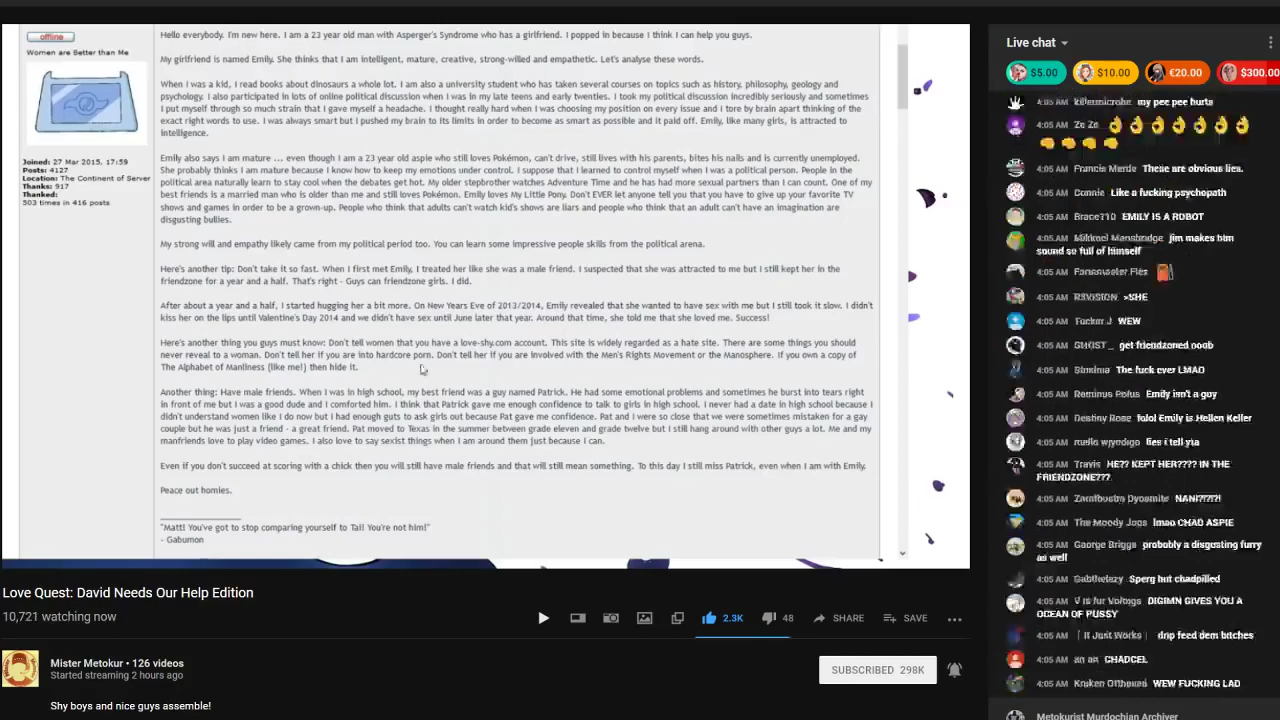 offline
Women are Better than Me
Joined: 27 Mar 2015, 17:59
Posts: 4127
Location: The Continent of Server
Thanks: 917
Thanked:
503 times in 416 posts
Hello everybody. I'm new here. I am a 23 year old man with Asperger's Syndrome who has a girlfriend. I popped in because I think I can help you guys.
My girlfriend is named Emily. She thinks that I am intelligent, mature, creative, strong-willed and empathetic. Let's analyse these words.
When I was a kid, I read books about dinosaurs a whole lot. I am also a university student who has taken several courses on topics such as history, philosophy, geology and
psychology. I also participated in lots of online political discussion when I was in my late teens and early twenties. I took my political discussion incredibly seriously and sometimes
I put myself through so much strain that I gave myself a headache. I thought really hard when I was choosing my position on every issue and I tore by brain apart thinking of the
exact right words to use. I was always smart but I pushed my brain to its limits in order to become as smart as possible and it paid off. Emily, like many girls, is attracted to
intelligence.
Emily also says I am mature ... even though I am a 23 year old aspie who still loves Pokémon, can't drive, still lives with his parents, bites his nails and is currently unemployed.
She probably thinks I am mature because I know how to keep my emotions under control. I suppose that I learned to control myself when I was a political person. People in the
political area naturally learn to stay cool when the debates get hot. My older stepbrother watches Adventure Time and he has had more sexual partners than I can count. One of my
best friends is a married man who is older than me and still loves Pokémon. Emily loves My Little Pony. Don't EVER let anyone tell you that you have to give up your favorite TV
shows and games in order to be a grown-up. People who think that adults can't watch kid's shows are liars and people who think that an adult can't have an imagination are
disgusting bullies.
My strong will and empathy likely came from my political period too. You can learn some impressive people skills from the political arena.
Here's another tip: Don't take it so fast. When I first met Emily, I treated her like she was a male friend. I suspected that she was attracted to me but I still kept her in the
friendzone for a year and a half. That's right - Guys can friendzone girls. I did.
After about a year and a half, I started hugging her a bit more. On New Years Eve of 2013/2014, Emily revealed that she wanted to have sex with me but I still took it slow. I didn't
kiss her on the lips until Valentine's Day 2014 and we didn't have sex until June later that year. Around that time, she told me that she loved me. Success!
Here's another thing you guys must know: Don't tell women that you have a love-shy.com account. This site is widely regarded as a hate site. There are some things you should
never reveal to a woman. Don't tell her if you are into hardcore porn. Don't tell her if you are involved with the Men's Rights Movement or the Manosphere. If you own a copy of
The Alphabet of Manliness (like me!) then hide it.
Another thing: Have male friends. When I was in high school, my best friend was a guy named Patrick. He had some emotional problems and sometimes he burst into tears right
in front of me but I was a good dude and I comforted him. I think that Patrick gave me enough confidence to talk to girls in high school. I never had a date in high school because I
didn't understand women like I do now but I had enough guts to ask girls out because Pat gave me confidence. Pat and I were so close that we were sometimes mistaken for a gay
couple but he was just a friend - a great friend. Pat moved to Texas in the summer between grade eleven and grade twelve but I still hang around with other guys a lot. Me and my
manfriends love to play video games. I also love to say sexist things when I am around them just because I can.
Even if you don't succeed at scoring with a chick then you will still have male friends and that will still mean something. To this day I still miss Patrick, even when I am with Emily.
Peace out homies.
"Matt! You've got to stop comparing yourself to Tai! You're not him!"
- Gabumon
Love Quest: David Needs Our Help Edition
10,721 watching now
2.3K
48
SHARE
SAVE
Mister Metokur • 126 videos
Started streaming 2 hours ago
SUBSCRIBED 298K
Shy boys and nice guys assemble!
Live chat
$5.00
$10.00
€20.00
$300.00
4:05 AM my pee pee hurts
4:05 AM
4:05 AM There are obvious lies.
4:05 AM Like a fucking psychopath
4:05 AM EMILY IS A ROBOT
4:05 AM jim makes him
sound so full of himself
4:05 AM
4:05 AM >SHE
4:05 AM WEW
4:05 AM GHOST_ get friendzoned noob
4:05 AM The fuck ever LMAO
4:05 AM Emily isn't a guy
4:05 AM lolol Emily is Hellen Keller
4:05 AM lies i tell yia
4:05 AM Travis HE?? KEPT HER???? IN THE
FRIENDZONE???
4:05 AM NANI?!?!?!
4:05 AM The Moody Jogs lmao CHAD ASPIE
4:05 AM George Briggs probably a disgusting furry
as well
4:05 AM Sperg but chadpilled
4:05 AM DIGIMN GIVES YOU A
OCEAN OF PUSSY
4:05 AM It Just Works drip feed dem bitches
4:05 AM CHADCEL
4:05 AM WEW FUCKING LAD
Metokurist Murdochian Archiver